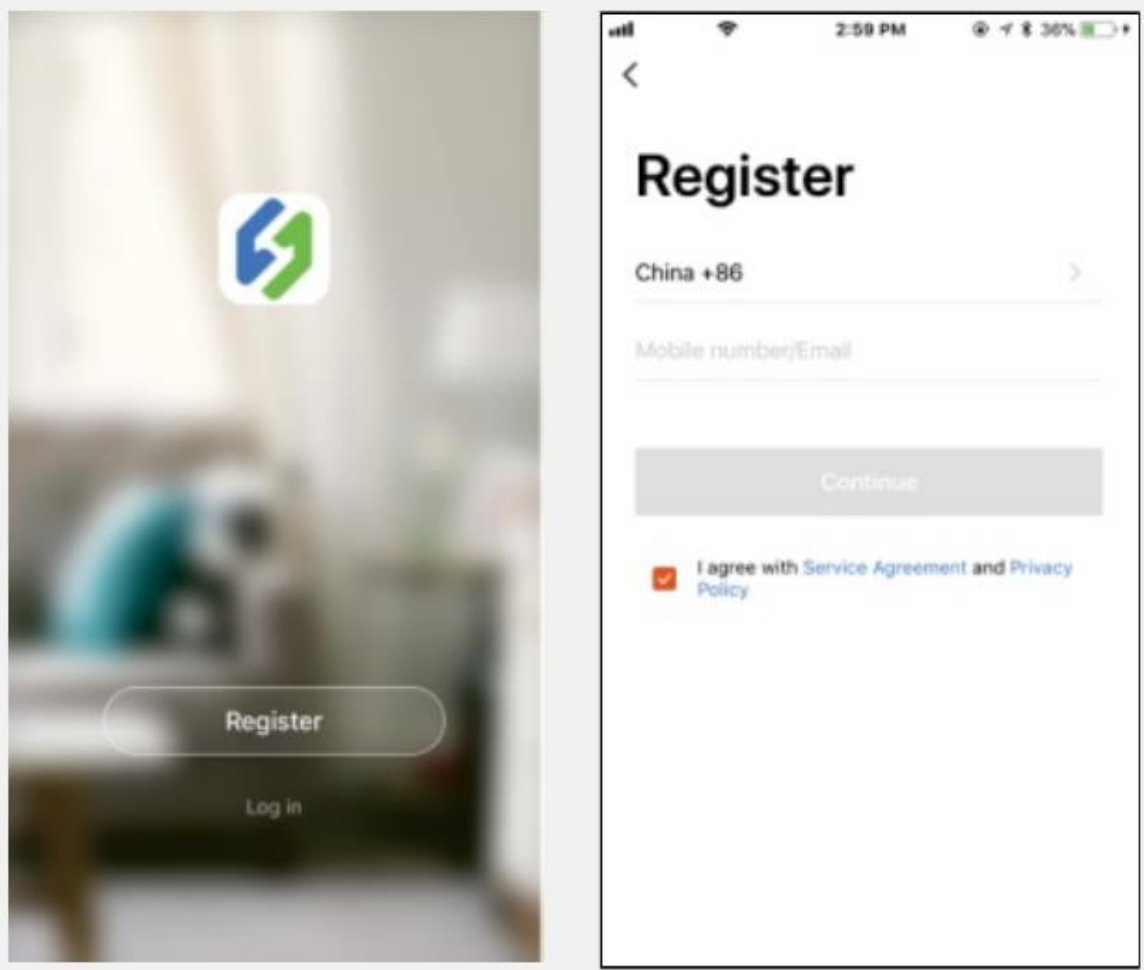 Register
Log in
2:59 PM
36%
Register
China +86
Mobile number/Email
Continue
I agree with Service Agreement and Privacy
Policy